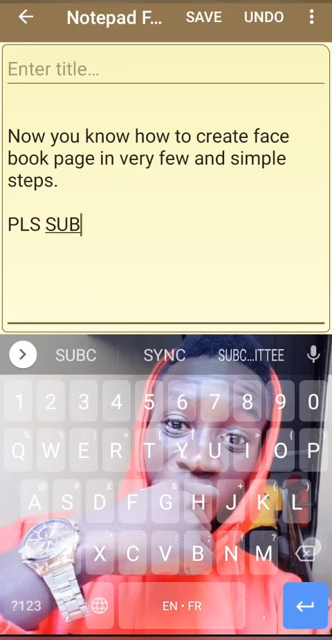 Notepad F... SAVE UNDO
Enter title...
Now you know how to create face
book page in very few and simple
steps.
PLS SUB
SUBC SYNC SUBC...ITTEE
1 2 3 4 5 6 7 8 9 0
Q W E R T Y U I O P
A S D F G H J K L
X C V B N M
?123 EN • FR .